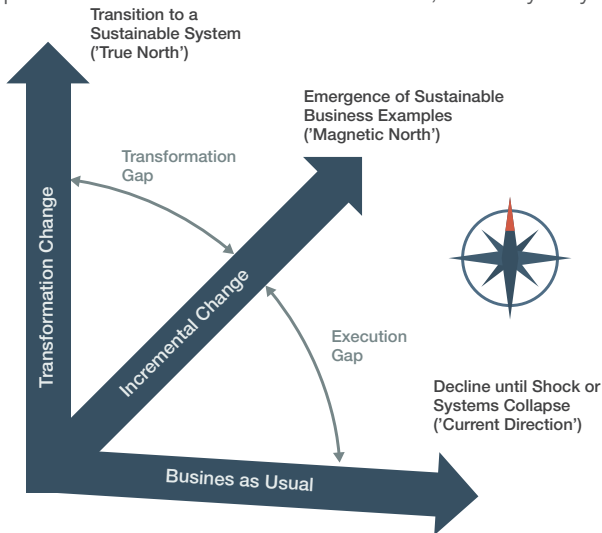 Transition to a
Sustainable System
('True North')
Emergence of Sustainable
Business Examples
('Magnetic North')
Transformation
Gap
Transformation Change
Incremental Change
Execution
Gap
Decline until Shock or
Systems Collapse
('Current Direction')
Busines as Usual